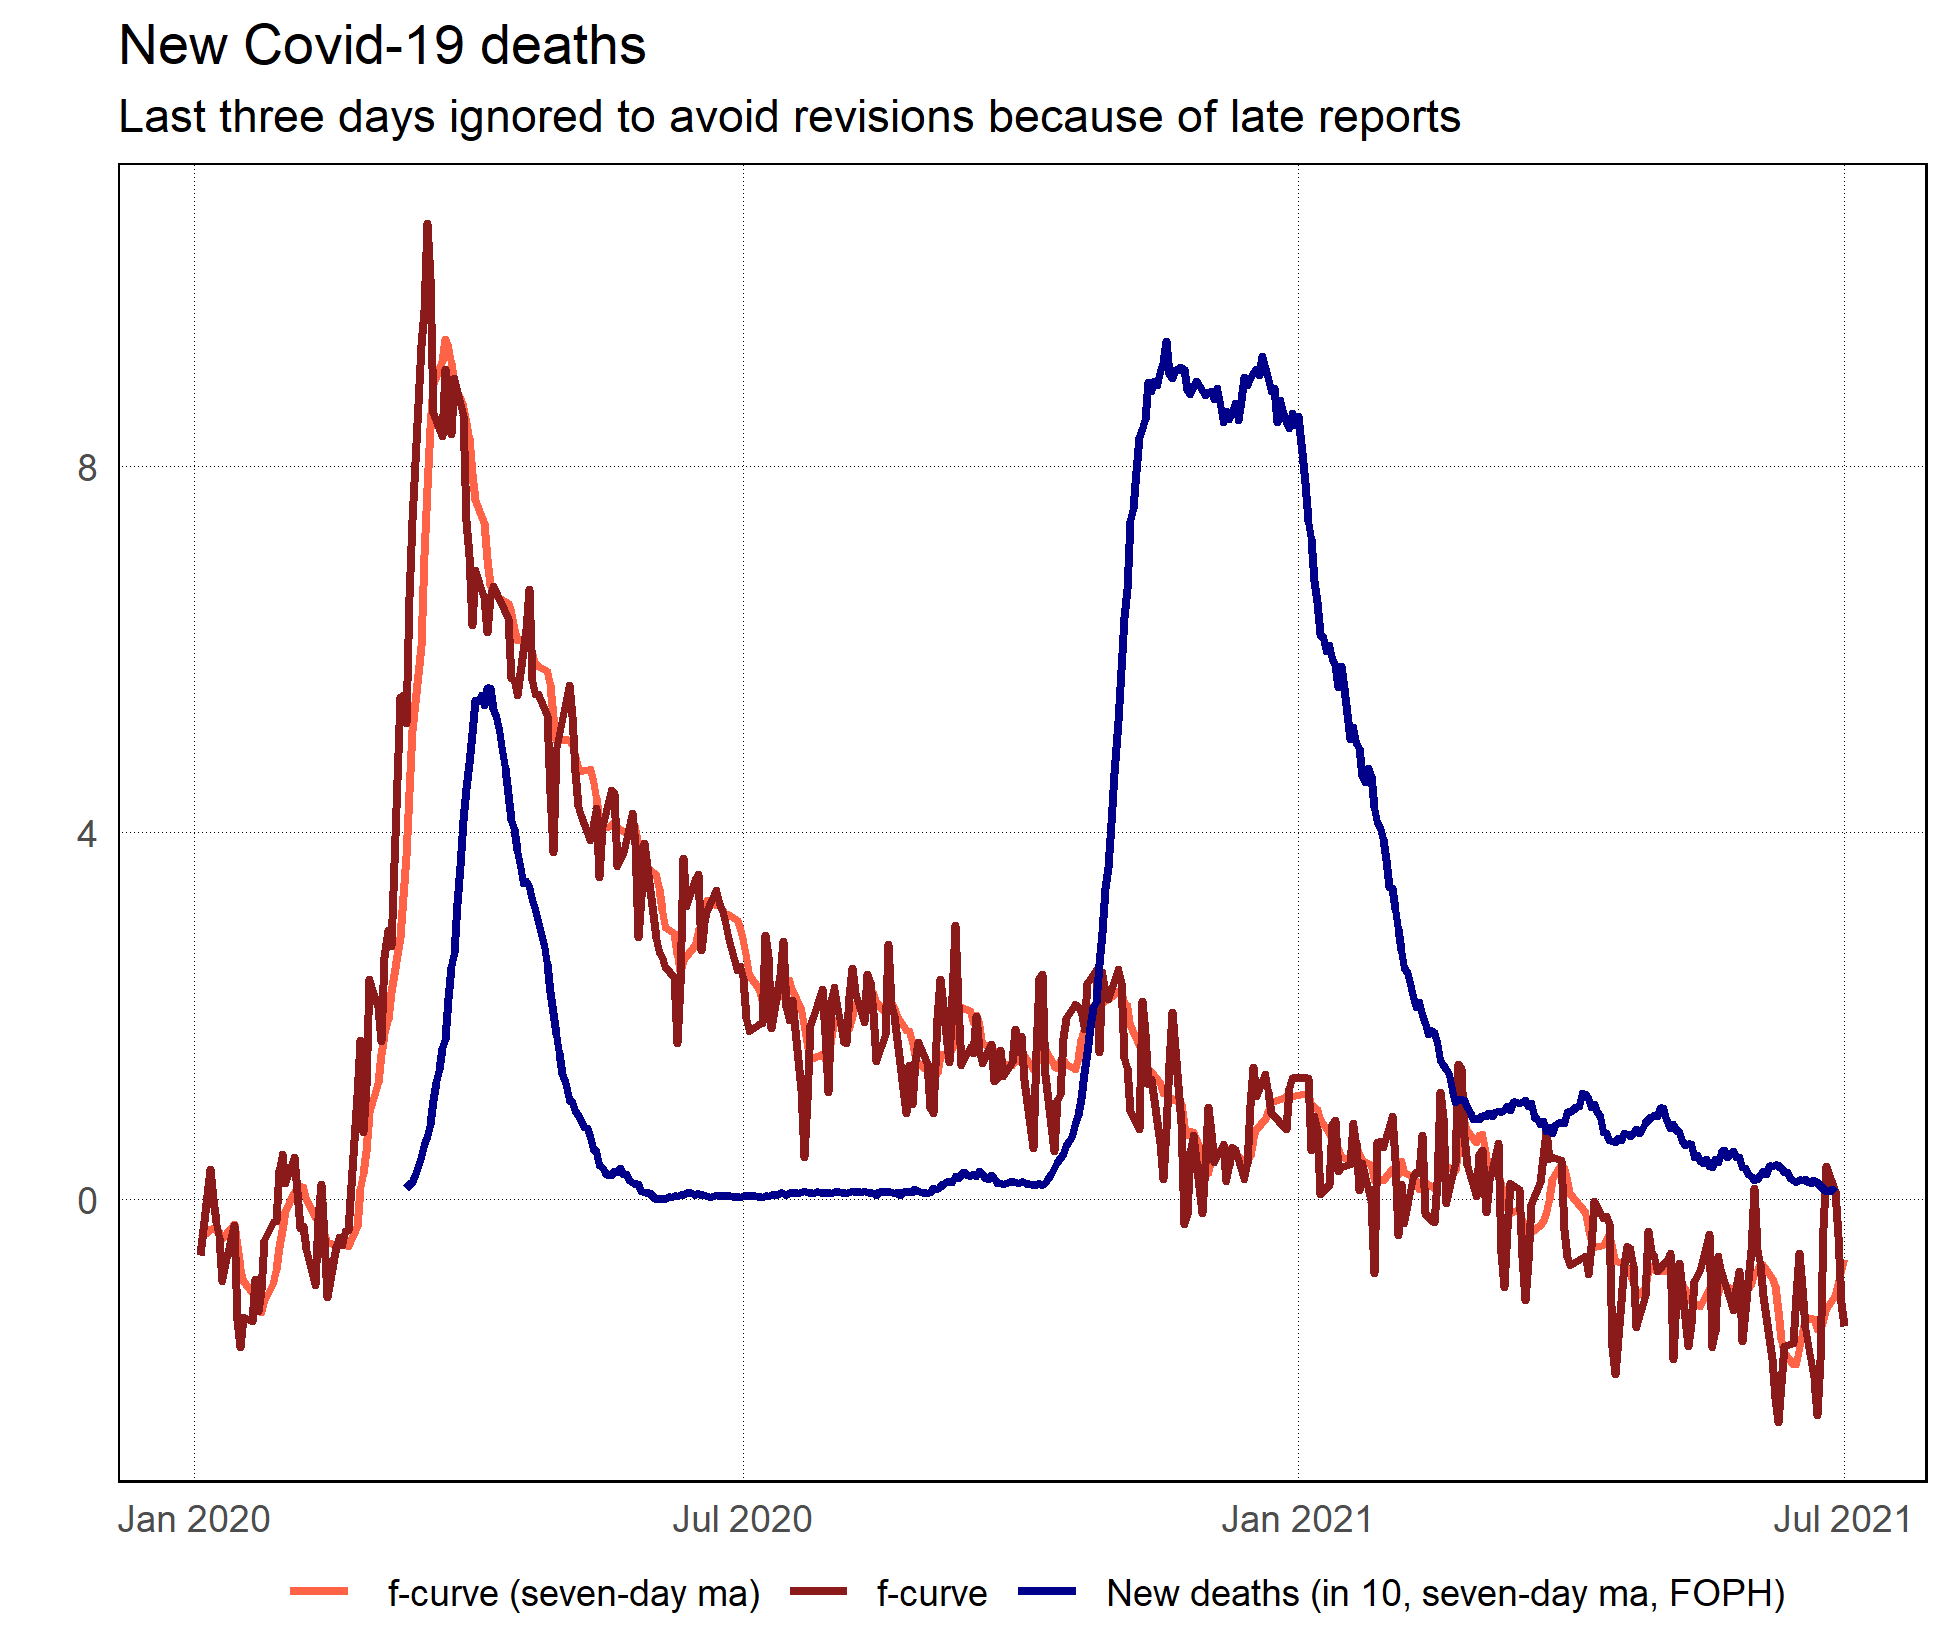 New Covid-19 deaths
Last three days ignored to avoid revisions because of late reports
8
4
0
Jan 2020 Jul 2020 Jan 2021 Jul 2021
f-curve (seven-day ma) f-curve New deaths (in 10, seven-day ma, FOPH)